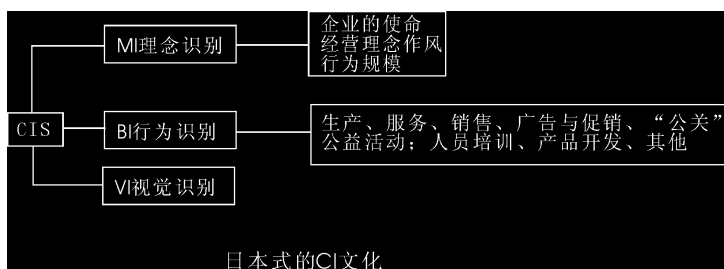 企业的使命
MI理念识别
经营理念作风
行为规模
CIS
BI行为识别
生产、服务、销售、广告与促销、“公关”
公益活动；人员培训、产品开发、其他
VI视觉识别
日本式的CI文化